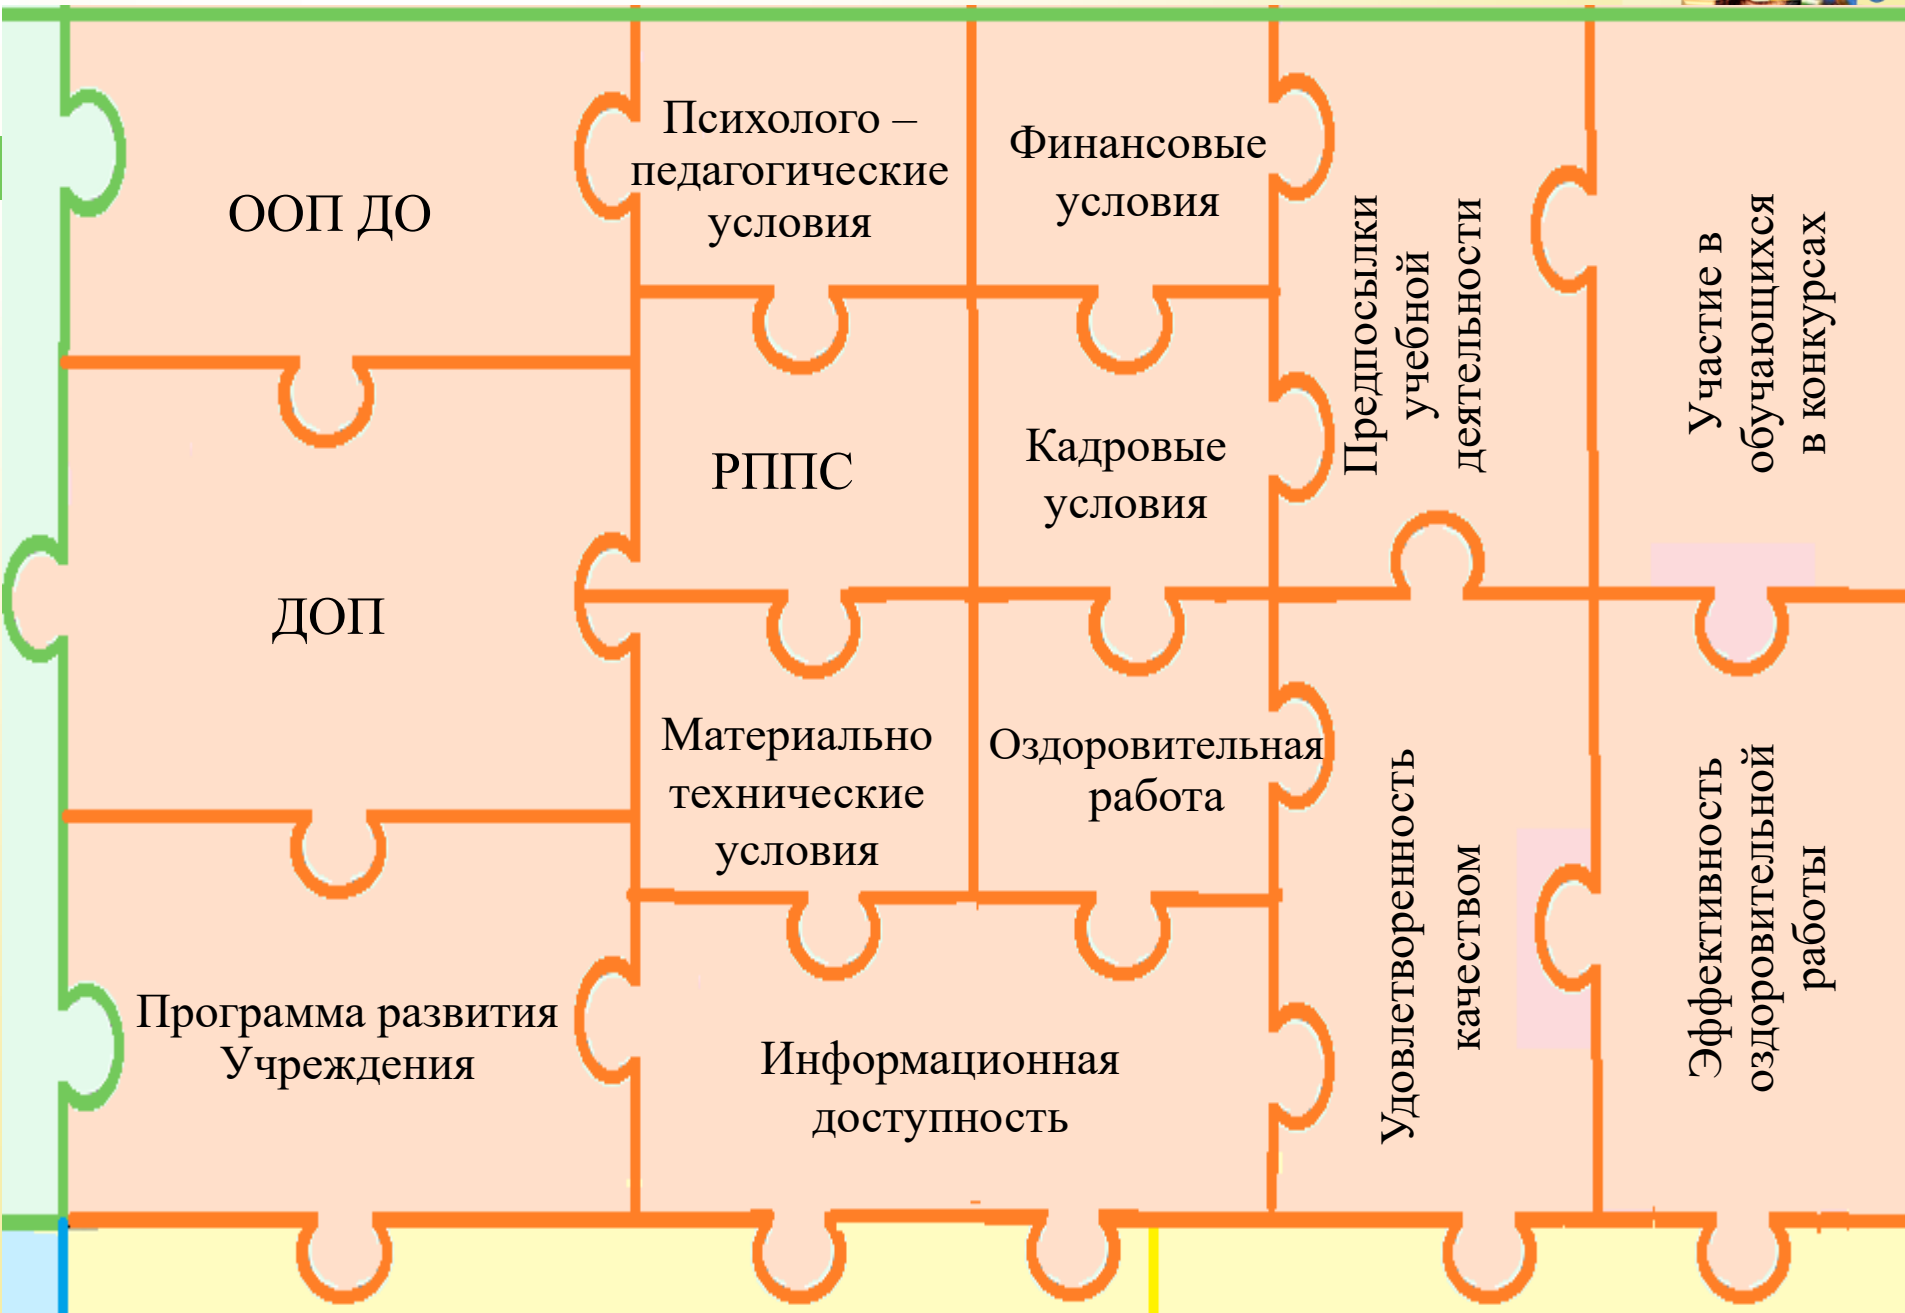 ООП ДО
ДОП
Программа развития
Учреждения
Психолого –
педагогические
условия
Финансовые
условия
РППС
Кадровые
условия
Материально
технические
условия
Оздоровительная
работа
Информационная
доступность
Предпосылки
учебной
деятельности
Участие в
обучающихся
в конкурсах
Удовлетворенность
качеством
Эффективность
оздоровительной
работы